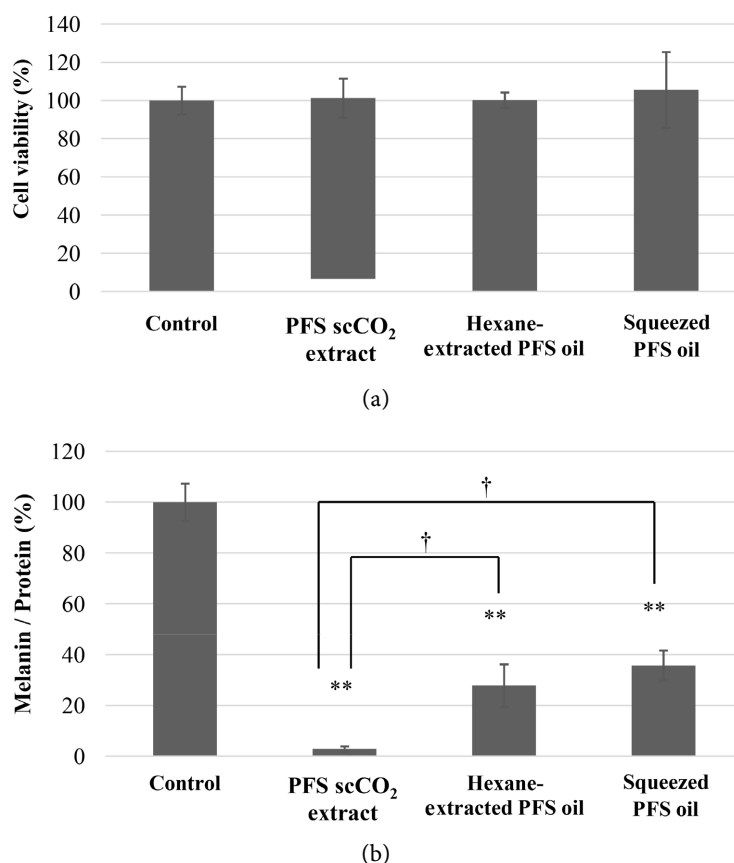 140
120
100
80
60
40
20
0
Cell viability (%)
Control
PFS scCO₂
extract
Hexane-
extracted PFS oil
Squeezed
PFS oil
(a)
120
100
80
60
40
20
0
Melanin / Protein (%)
†
†
**
**
**
Control
PFS scCO₂
extract
Hexane-
extracted PFS oil
Squeezed
PFS oil
(b)